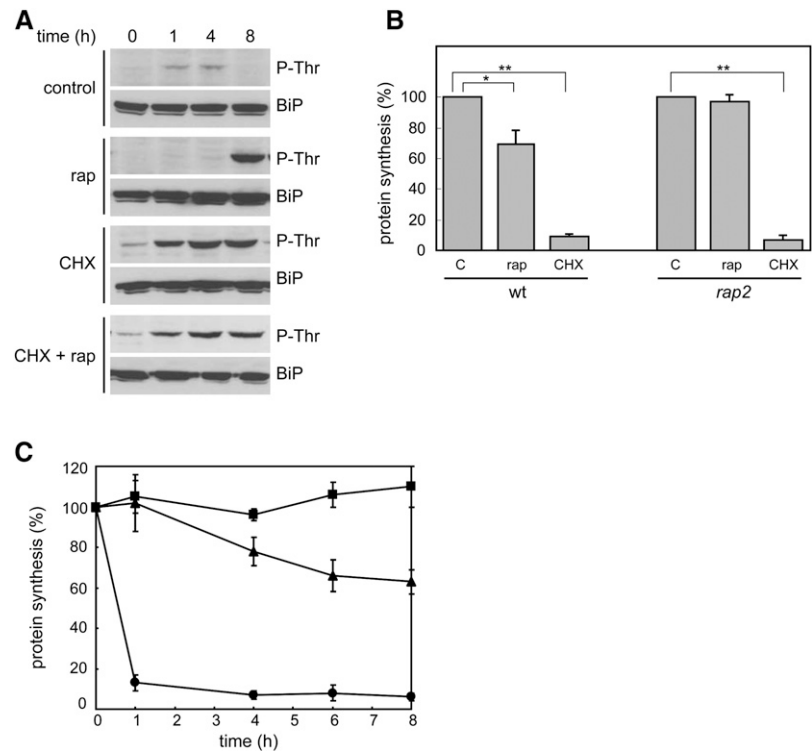 A
time (h) 0 1 4 8
control
P-Thr
BiP
rap
P-Thr
BiP
CHX
P-Thr
BiP
CHX + rap
P-Thr
BiP
B
protein synthesis (%)
100
80
60
40
20
0
**
*
**
C rap CHX C rap CHX
wt rap2
C
protein synthesis (%)
120
100
80
60
40
20
0
0 1 2 3 4 5 6 7 8
time (h)